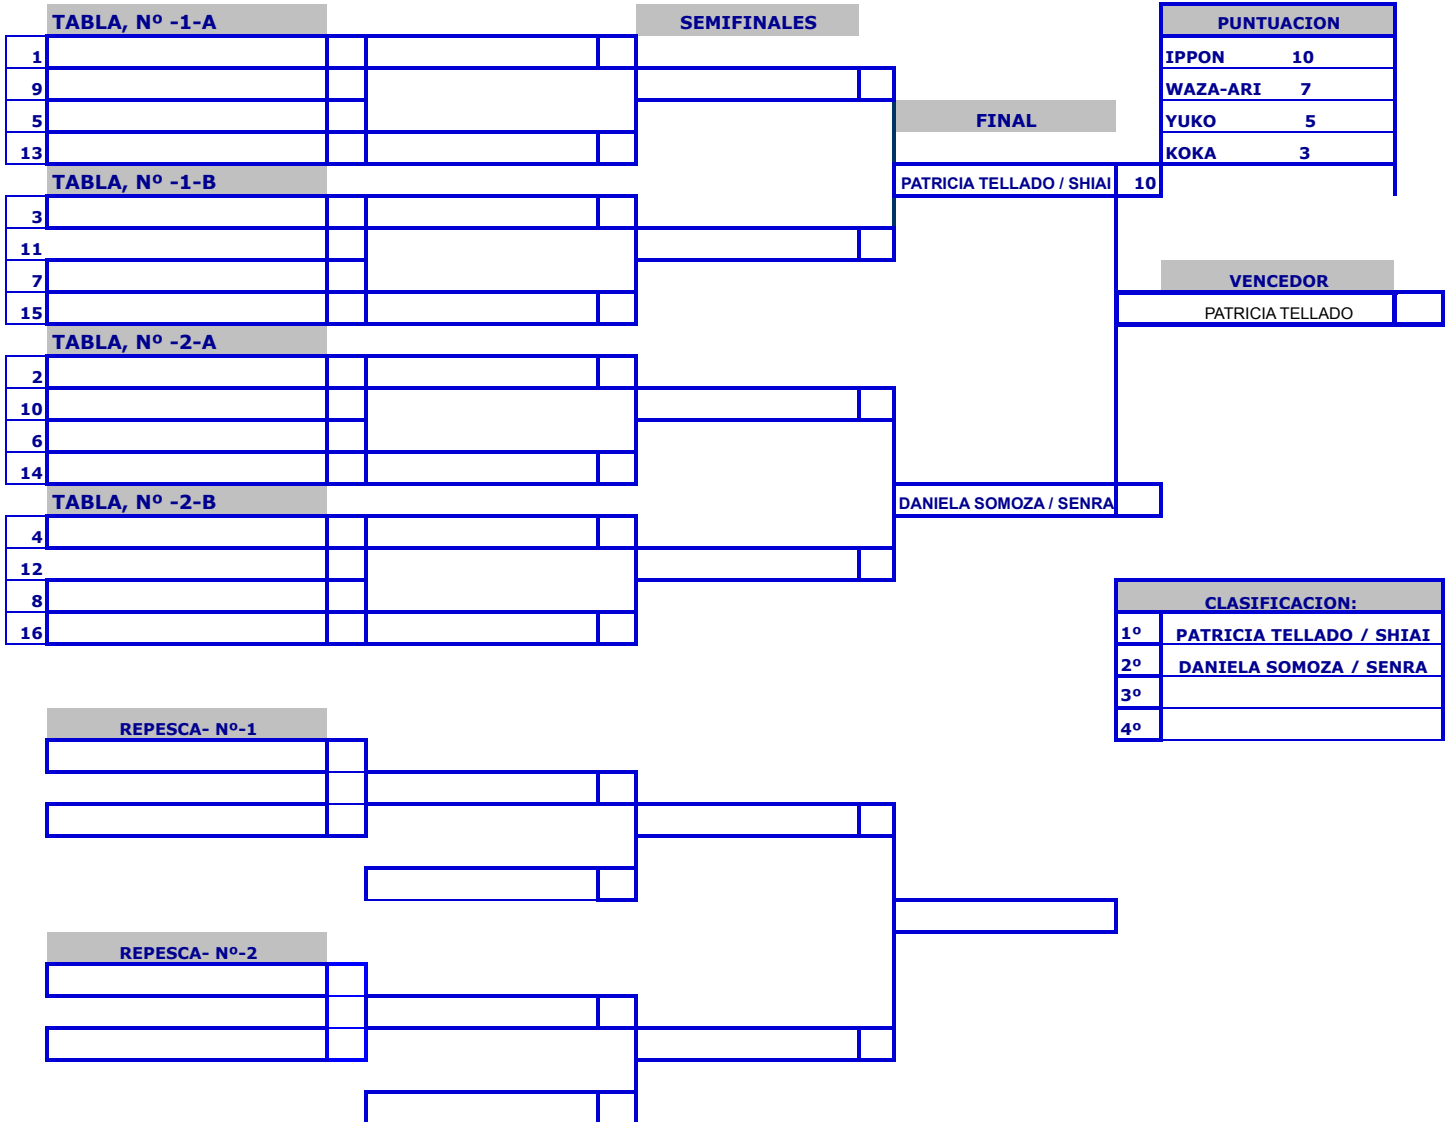 TABLA, Nº -1-A
SEMIFINALES
PUNTUACION
1
IPPON 10
9
WAZA-ARI 7
5
FINAL
YUKO 5
13
KOKA 3
TABLA, Nº -1-B
PATRICIA TELLADO / SHIAI 10
3
11
7
VENCEDOR
15
PATRICIA TELLADO
TABLA, Nº -2-A
2
10
6
14
TABLA, Nº -2-B
DANIELA SOMOZA / SENRA
4
12
8
CLASIFICACION:
16
1º PATRICIA TELLADO / SHIAI
2º DANIELA SOMOZA / SENRA
3º
4º
REPESCA- Nº-1
REPESCA- Nº-2